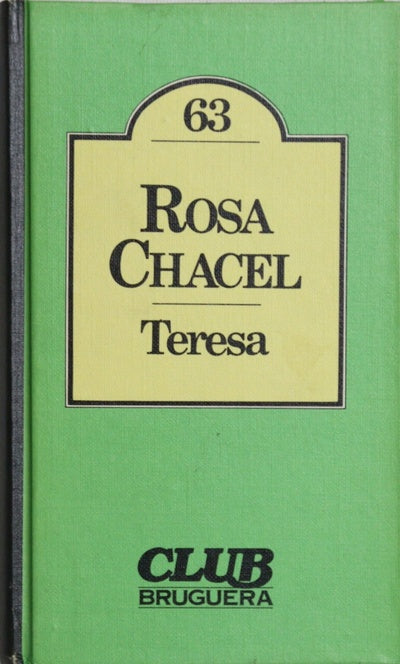 63
ROSA
CHACEL
Teresa
CLUB
BRUGUERA